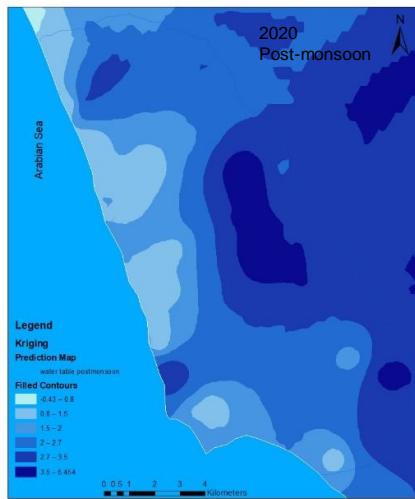 2020
Post-monsoon
N
Arabian Sea
Legend
Kriging
Prediction Map
water table postmonsoon
Filled Contours
-0.43 – 0.8
0.8 – 1.5
1.5 – 2
2 – 2.7
2.7 – 3.5
3.5 – 5.454
0 0.5 1 2 3 4
Kilometers